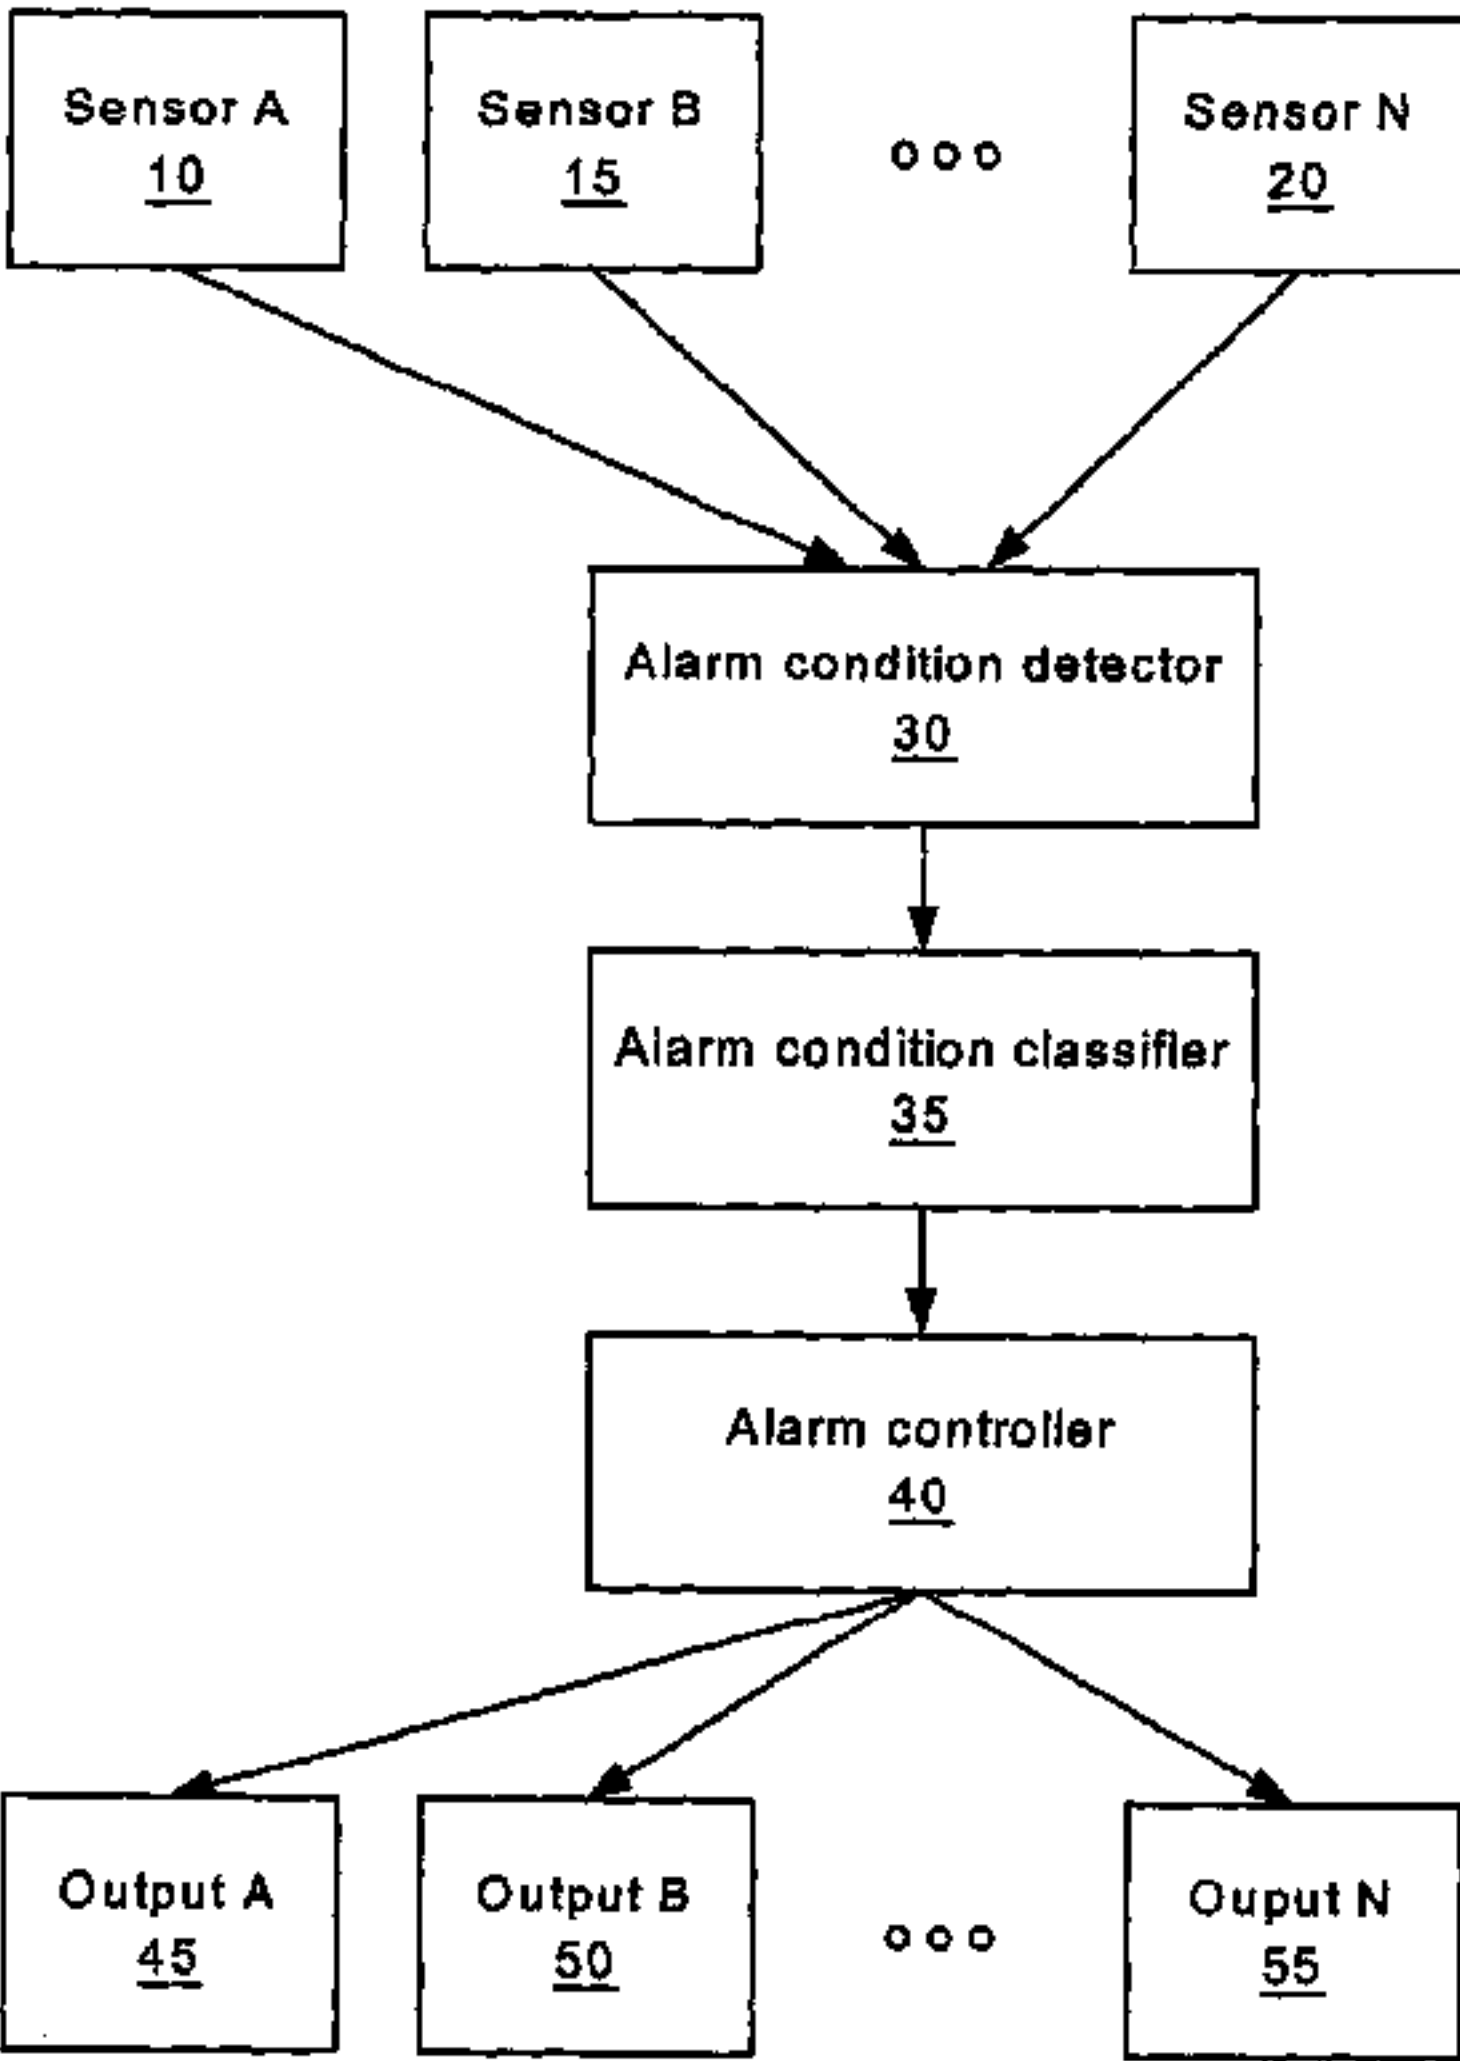 Sensor A
10
Sensor B
15
Sensor N
20
Alarm condition detector
30
Alarm condition classifier
35
Alarm controller
40
Output A
45
Output B
50
Ouput N
55